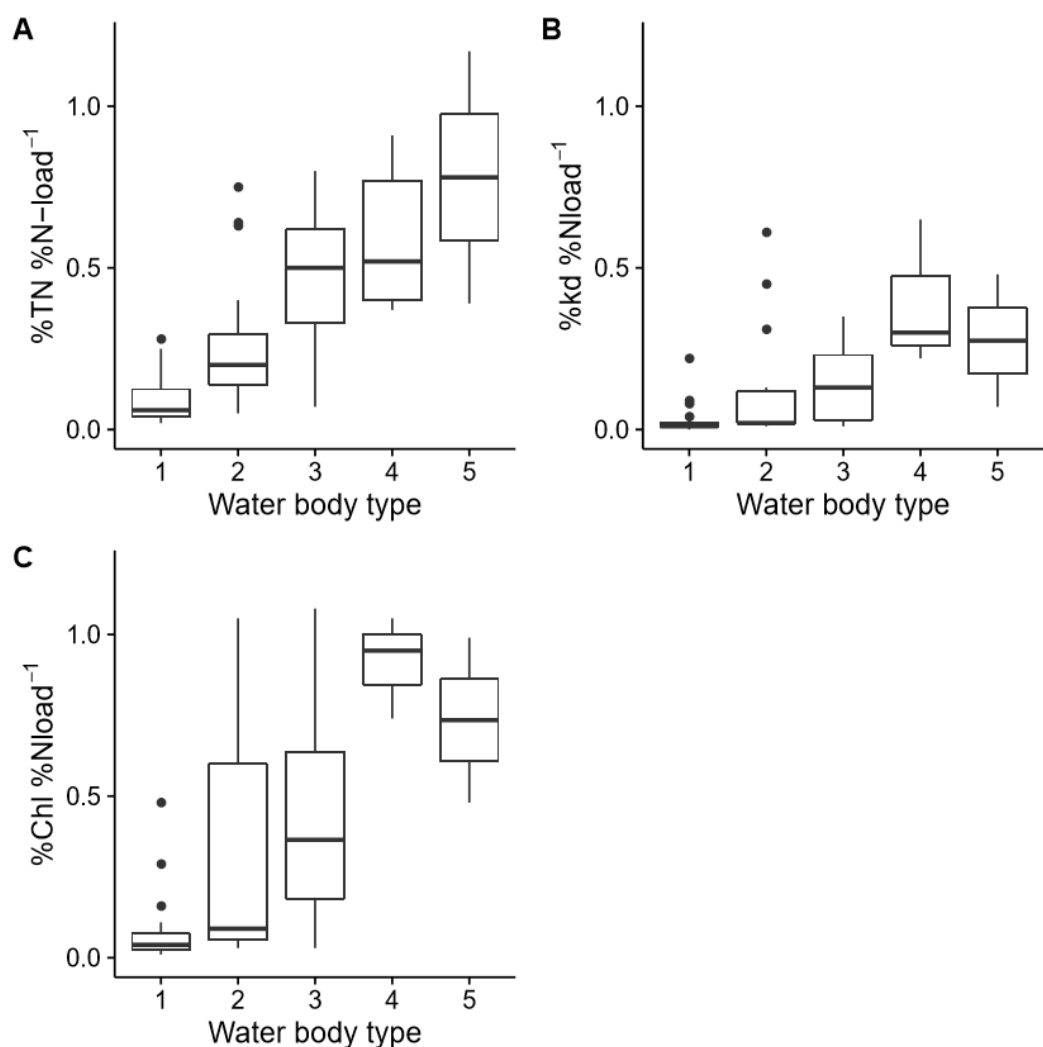 A
%TN %N−load⁻¹
1.0
0.5
0.0
1 2 3 4 5
Water body type
B
%kd %Nload⁻¹
1.0
0.5
0.0
1 2 3 4 5
Water body type
C
%Chl %Nload⁻¹
1.0
0.5
0.0
1 2 3 4 5
Water body type